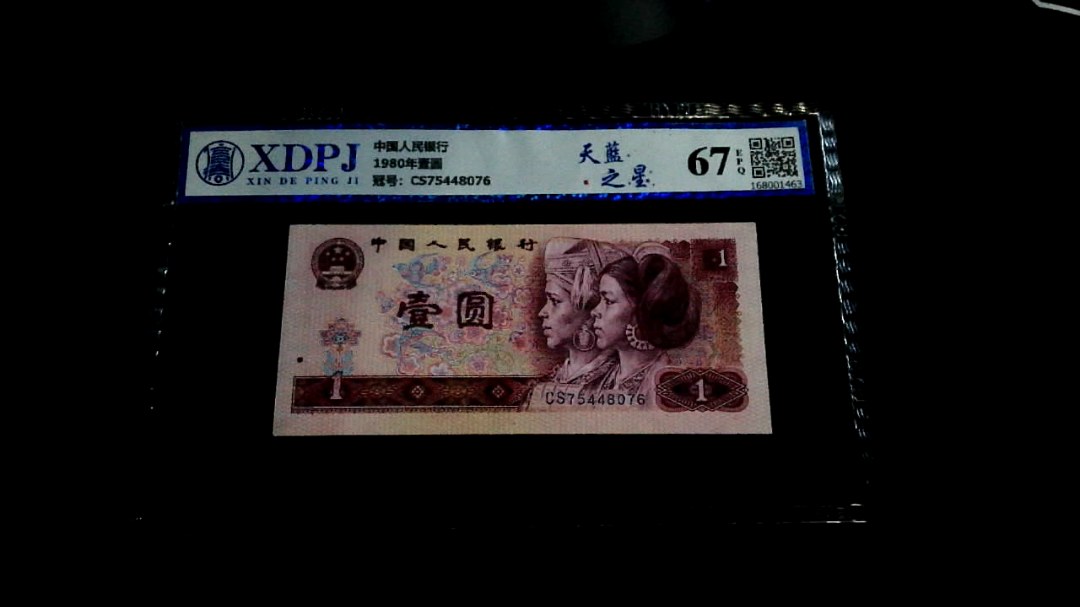 XDPJ
XIN DE PING JI
中国人民银行
1980年壹圆
冠号：CS75448076
天蓝
之星
67
EPQ
168001463
中国人民银行
壹圆
1
1
CS75448076
1